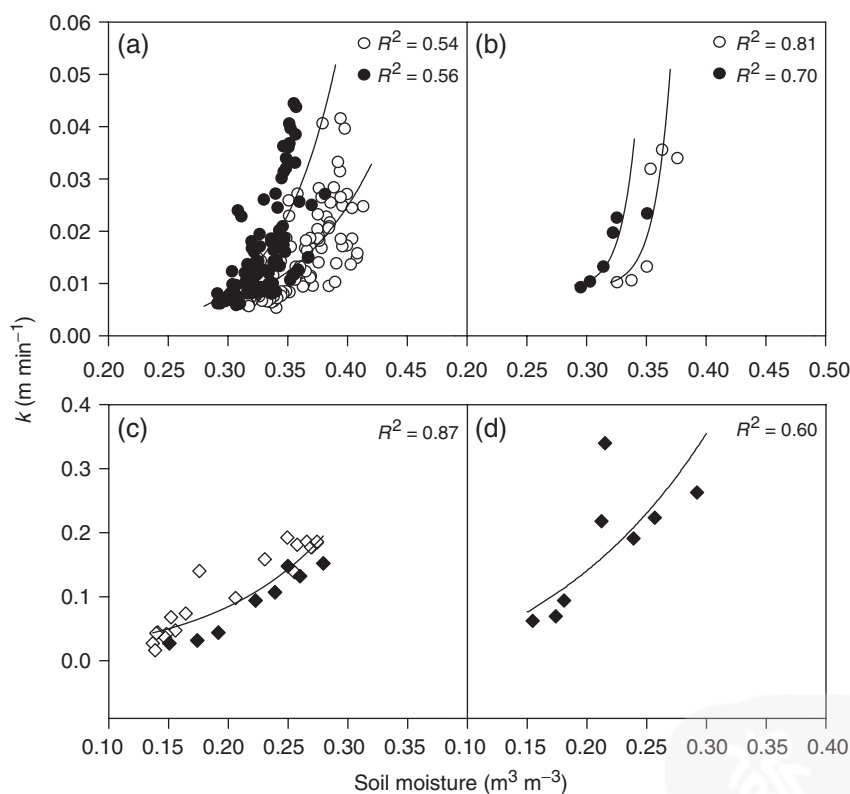 (a)
R² = 0.54
R² = 0.56
(b)
R² = 0.81
R² = 0.70
0.06
0.05
0.04
0.03
0.02
0.01
0.00
0.20 0.25 0.30 0.35 0.40 0.20 0.25 0.30 0.35 0.40 0.45 0.50
k (m min⁻¹)
(c)
R² = 0.87
(d)
R² = 0.60
0.4
0.3
0.2
0.1
0.0
0.10 0.15 0.20 0.25 0.30 0.10 0.15 0.20 0.25 0.30 0.35 0.40
Soil moisture (m³ m⁻³)